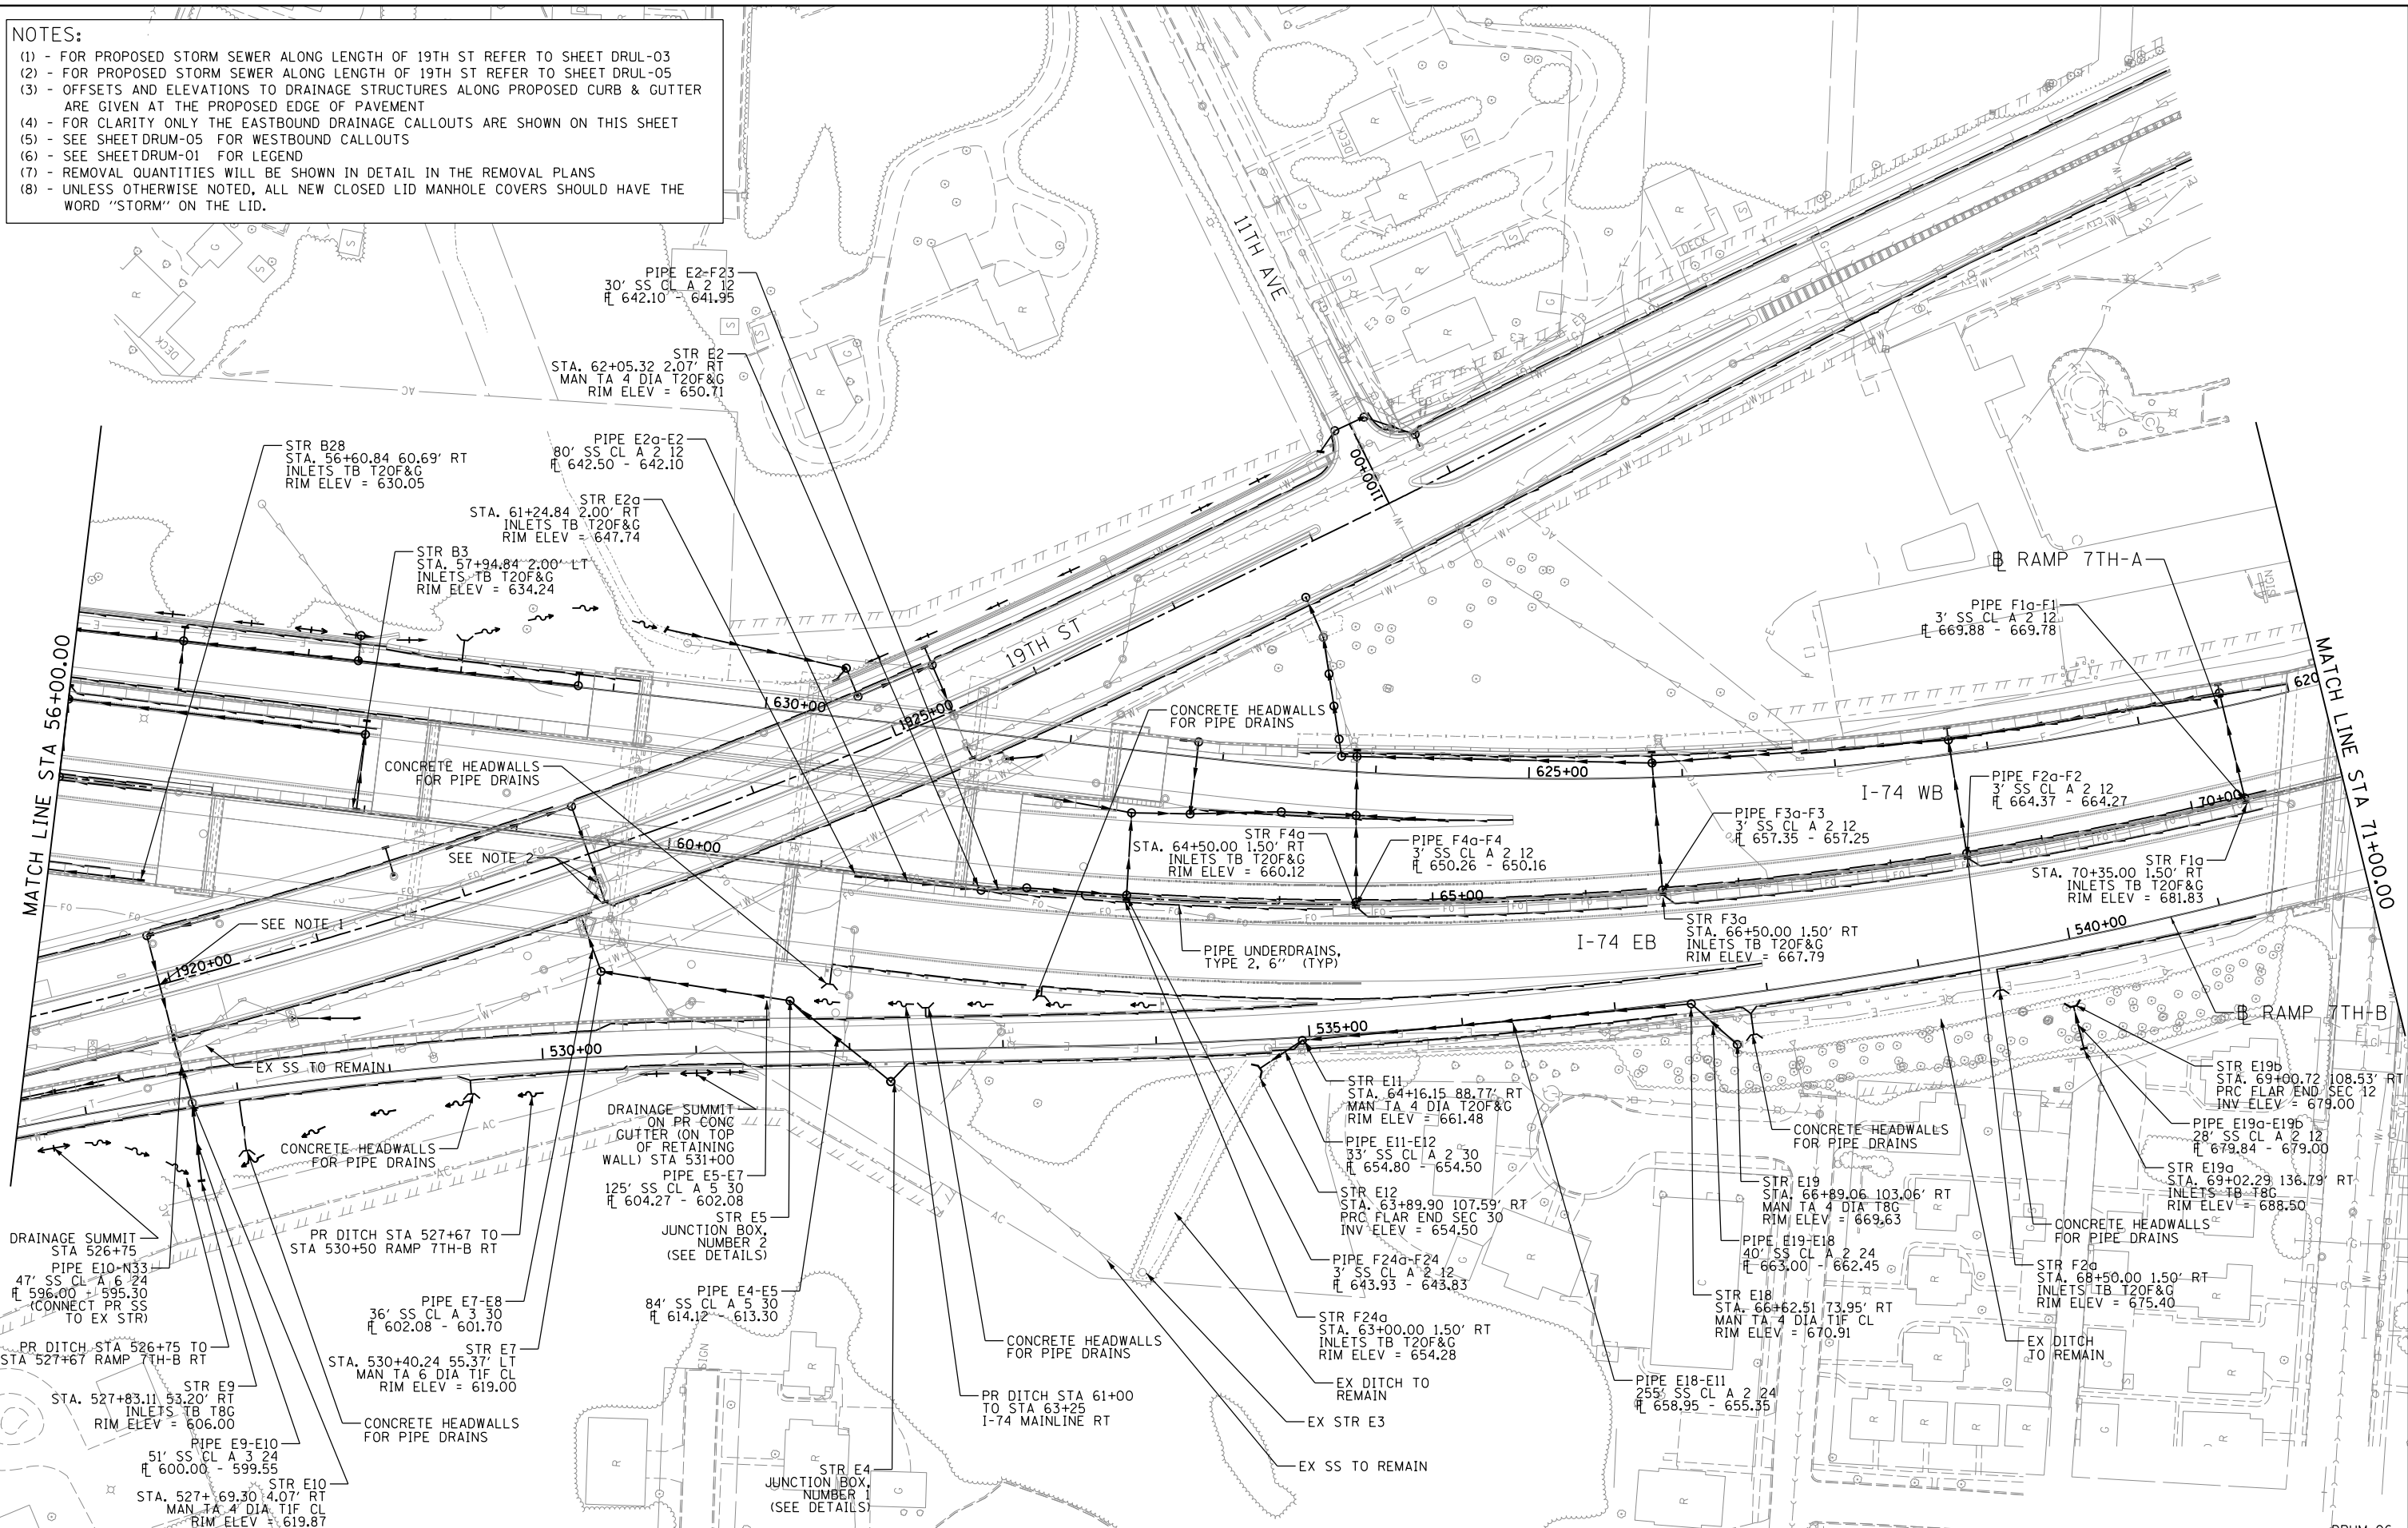 NOTES:
(1) - FOR PROPOSED STORM SEWER ALONG LENGTH OF 19TH ST REFER TO SHEET DRUL-03
(2) - FOR PROPOSED STORM SEWER ALONG LENGTH OF 19TH ST REFER TO SHEET DRUL-05
(3) - OFFSETS AND ELEVATIONS TO DRAINAGE STRUCTURES ALONG PROPOSED CURB & GUTTER
ARE GIVEN AT THE PROPOSED EDGE OF PAVEMENT
(4) - FOR CLARITY ONLY THE EASTBOUND DRAINAGE CALLOUTS ARE SHOWN ON THIS SHEET
(5) - SEE SHEET DRUM-05 FOR WESTBOUND CALLOUTS
(6) - SEE SHEET DRUM-01 FOR LEGEND
(7) - REMOVAL QUANTITIES WILL BE SHOWN IN DETAIL IN THE REMOVAL PLANS
(8) - UNLESS OTHERWISE NOTED, ALL NEW CLOSED LID MANHOLE COVERS SHOULD HAVE THE
WORD "STORM" ON THE LID.
PIPE E2-F23
30' SS CL A 2 12
FL 642.10 - 641.95
STR E2
STA. 62+05.32 2.07' RT
MAN TA 4 DIA T20F&G
RIM ELEV = 650.71
PIPE E2a-E2
80' SS CL A 2 12
FL 642.50 - 642.10
STR E2a
STA. 61+24.84 2.00' RT
INLETS TB T20F&G
RIM ELEV = 647.74
STR B28
STA. 56+60.84 60.69' RT
INLETS TB T20F&G
RIM ELEV = 630.05
STR B3
STA. 57+94.84 2.00' LT
INLETS TB T20F&G
RIM ELEV = 634.24
11TH AVE
1100+00
19TH ST
B RAMP 7TH-A
PIPE F1a-F1
3' SS CL A 2 12
FL 669.88 - 669.78
MATCH LINE STA 56+00.00
MATCH LINE STA 71+00.00
630+00
1925+00
625+00
620
CONCRETE HEADWALLS
FOR PIPE DRAINS
CONCRETE HEADWALLS
FOR PIPE DRAINS
I-74 WB
PIPE F2a-F2
3' SS CL A 2 12
FL 664.37 - 664.27
70+00
PIPE F3a-F3
3' SS CL A 2 12
FL 657.35 - 657.25
STR F4a
STA. 64+50.00 1.50' RT
INLETS TB T20F&G
RIM ELEV = 660.12
PIPE F4a-F4
3' SS CL A 2 12
FL 650.26 - 650.16
SEE NOTE 2
60+00
65+00
STR F1a
STA. 70+35.00 1.50' RT
INLETS TB T20F&G
RIM ELEV = 681.83
STR F3a
STA. 66+50.00 1.50' RT
INLETS TB T20F&G
RIM ELEV = 667.79
I-74 EB
SEE NOTE 1
1920+00
PIPE UNDERDRAINS,
TYPE 2, 6" (TYP)
540+00
B RAMP 7TH-B
535+00
530+00
EX SS TO REMAIN
STR E11
STA. 64+16.15 88.77' RT
MAN TA 4 DIA T20F&G
RIM ELEV = 661.48
PIPE E11-E12
33' SS CL A 2 30
FL 654.80 - 654.50
STR E12
STA. 63+89.90 107.59' RT
PRC FLAR END SEC 30
INV ELEV = 654.50
PIPE F24a-F24
3' SS CL A 2 12
FL 643.93 - 643.83
STR F24a
STA. 63+00.00 1.50' RT
INLETS TB T20F&G
RIM ELEV = 654.28
EX DITCH TO
REMAIN
EX STR E3
EX SS TO REMAIN
STR E19b
STA. 69+00.72 108.53' RT
PRC FLAR END SEC 12
INV ELEV = 679.00
PIPE E19a-E19b
28' SS CL A 2 12
FL 679.84 - 679.00
STR E19a
STA. 69+02.29 136.79' RT
INLETS TB T8G
RIM ELEV = 688.50
CONCRETE HEADWALLS
FOR PIPE DRAINS
CONCRETE HEADWALLS
FOR PIPE DRAINS
STR E19
STA. 66+89.06 103.06' RT
MAN TA 4 DIA T8G
RIM ELEV = 669.63
PIPE E19-E18
40' SS CL A 2 24
FL 663.00 - 662.45
STR E18
STA. 66+62.51 73.95' RT
MAN TA 4 DIA T1F CL
RIM ELEV = 670.91
STR F2a
STA. 68+50.00 1.50' RT
INLETS TB T20F&G
RIM ELEV = 675.40
EX DITCH
TO REMAIN
PIPE E18-E11
255' SS CL A 2 24
FL 658.95 - 655.35
DRAINAGE SUMMIT
ON PR CONC
GUTTER (ON TOP
OF RETAINING
WALL) STA 531+00
PIPE E5-E7
125' SS CL A 5 30
FL 604.27 - 602.08
STR E5
JUNCTION BOX,
NUMBER 2
(SEE DETAILS)
PIPE E4-E5
84' SS CL A 5 30
FL 614.12 - 613.30
CONCRETE HEADWALLS
FOR PIPE DRAINS
DRAINAGE SUMMIT
STA 526+75
PR DITCH STA 527+67 TO
STA 530+50 RAMP 7TH-B RT
PIPE E10-N33
47' SS CL A 6 24
FL 596.00 - 595.30
(CONNECT PR SS
TO EX STR)
PIPE E7-E8
36' SS CL A 3 30
FL 602.08 - 601.70
STR E7
STA. 530+40.24 55.37' LT
MAN TA 6 DIA T1F CL
RIM ELEV = 619.00
PR DITCH STA 526+75 TO
STA 527+67 RAMP 7TH-B RT
STR E9
STA. 527+83.11 53.20' RT
INLETS TB T8G
RIM ELEV = 606.00
CONCRETE HEADWALLS
FOR PIPE DRAINS
PIPE E9-E10
51' SS CL A 3 24
FL 600.00 - 599.55
STR E10
STA. 527+ 69.30 4.07' RT
MAN TA 4 DIA T1F CL
RIM ELEV = 619.87
STR E4
JUNCTION BOX,
NUMBER 1
(SEE DETAILS)
CONCRETE HEADWALLS
FOR PIPE DRAINS
PR DITCH STA 61+00
TO STA 63+25
I-74 MAINLINE RT
DECK
DECK
DECK
SIGN
SIGN